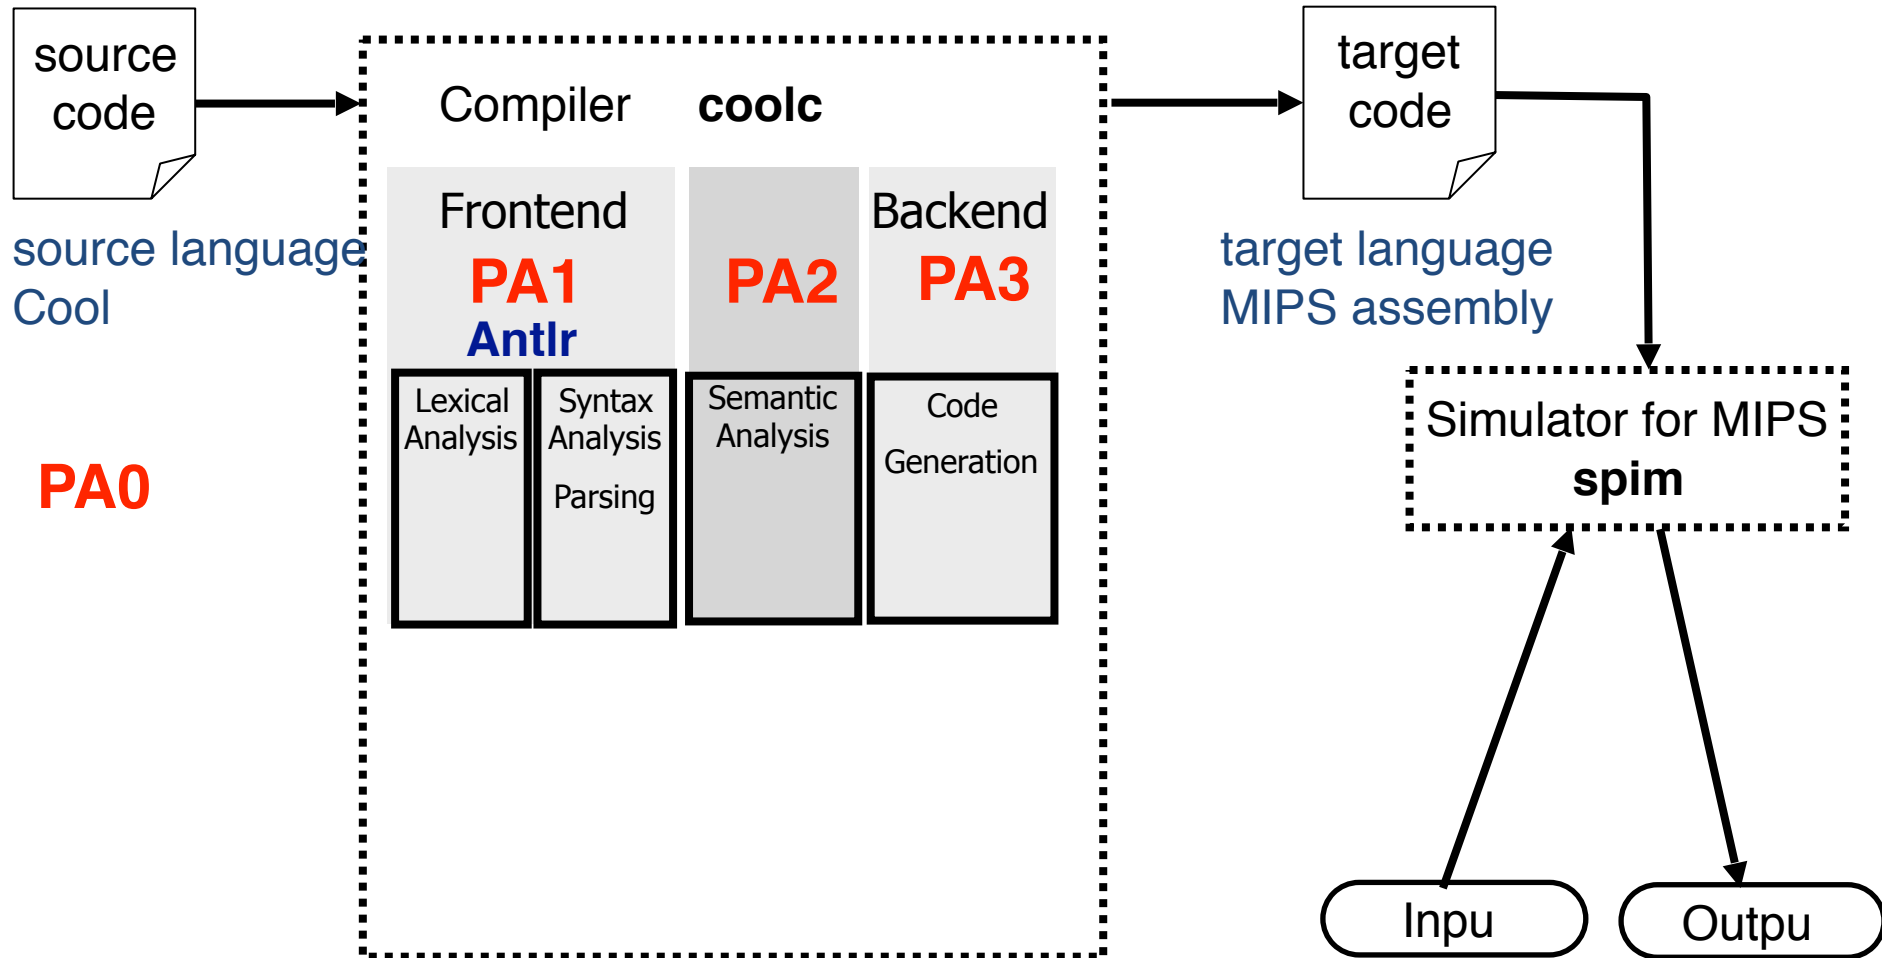 source
code
source language
Cool
PA0
Compiler coolc
Frontend
PA1
Antlr
Lexical
Analysis
Syntax
Analysis
Parsing
PA2
Semantic
Analysis
Backend
PA3
Code
Generation
target
code
target language
MIPS assembly
Simulator for MIPS
spim
Inpu
Outpu